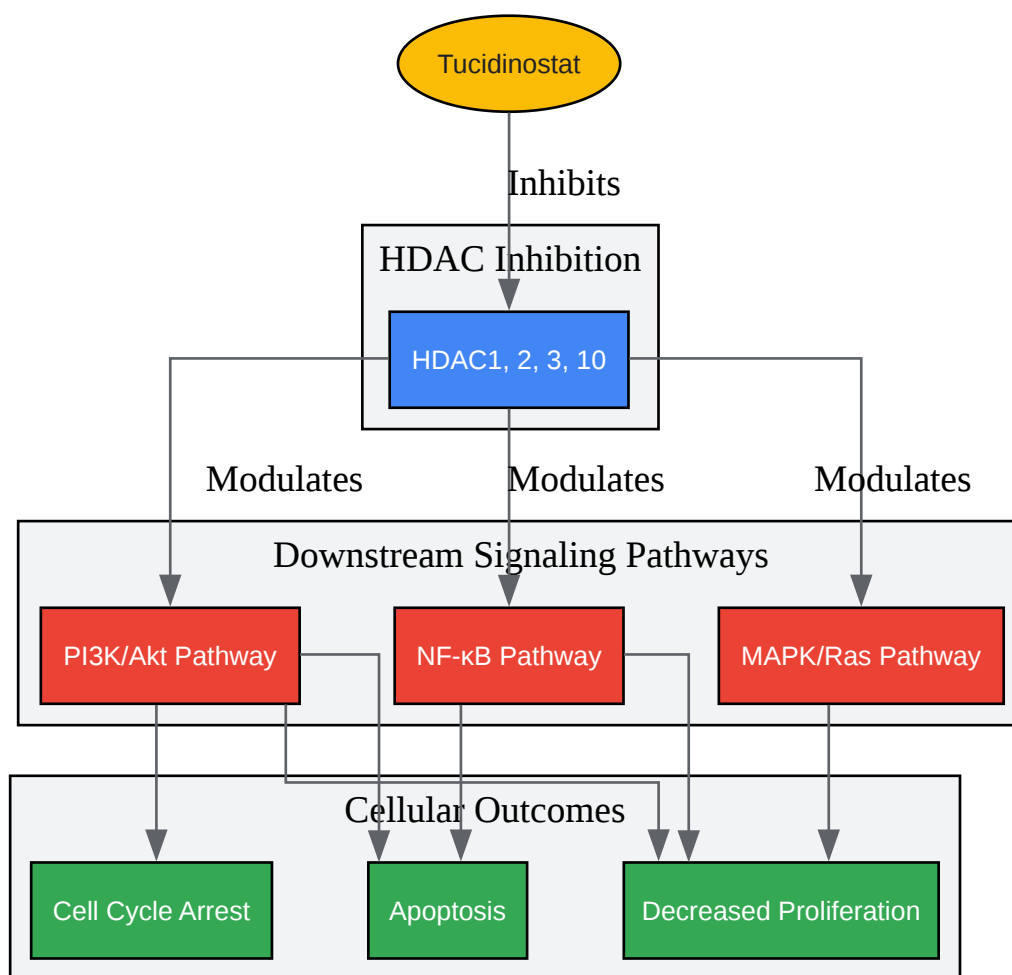 Tucidinostat
Inhibits
HDAC Inhibition
HDAC1, 2, 3, 10
Modulates
Modulates
Modulates
Downstream Signaling Pathways
PI3K/Akt Pathway
NF-κB Pathway
MAPK/Ras Pathway
Cellular Outcomes
Cell Cycle Arrest
Apoptosis
Decreased Proliferation